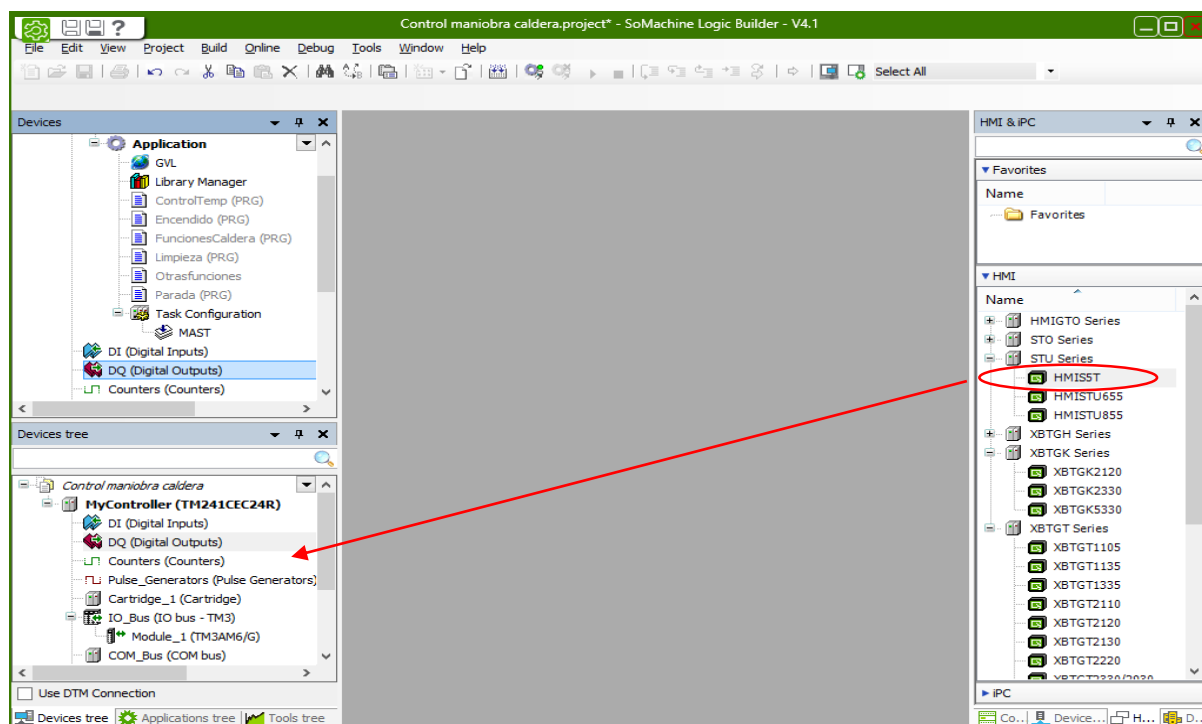 Control maniobra caldera.project* - SoMachine Logic Builder - V4.1
File Edit View Project Build Online Debug Tools Window Help
Select All
Devices
Application
GVL
Library Manager
ControlTemp (PRG)
Encendido (PRG)
FuncionesCaldera (PRG)
Limpieza (PRG)
Otrasfunciones
Parada (PRG)
Task Configuration
MAST
DI (Digital Inputs)
DQ (Digital Outputs)
Counters (Counters)
Devices tree
Control maniobra caldera
MyController (TM241CEC24R)
DI (Digital Inputs)
DQ (Digital Outputs)
Counters (Counters)
Pulse_Generators (Pulse Generators)
Cartridge_1 (Cartridge)
IO_Bus (IO bus - TM3)
Module_1 (TM3AM6/G)
COM_Bus (COM bus)
Use DTM Connection
Devices tree Applications tree Tools tree
HMI & iPC
Favorites
Name
Favorites
HMI
Name
HMIGTO Series
STO Series
STU Series
HMIS5T
HMISTU655
HMISTU855
XBTGH Series
XBTGK Series
XBTGK2120
XBTGK2330
XBTGK5330
XBTGT Series
XBTGT1105
XBTGT1135
XBTGT1335
XBTGT2110
XBTGT2120
XBTGT2130
XBTGT2220
XBTGT2330/2930
iPC
Co... Device... H... D...